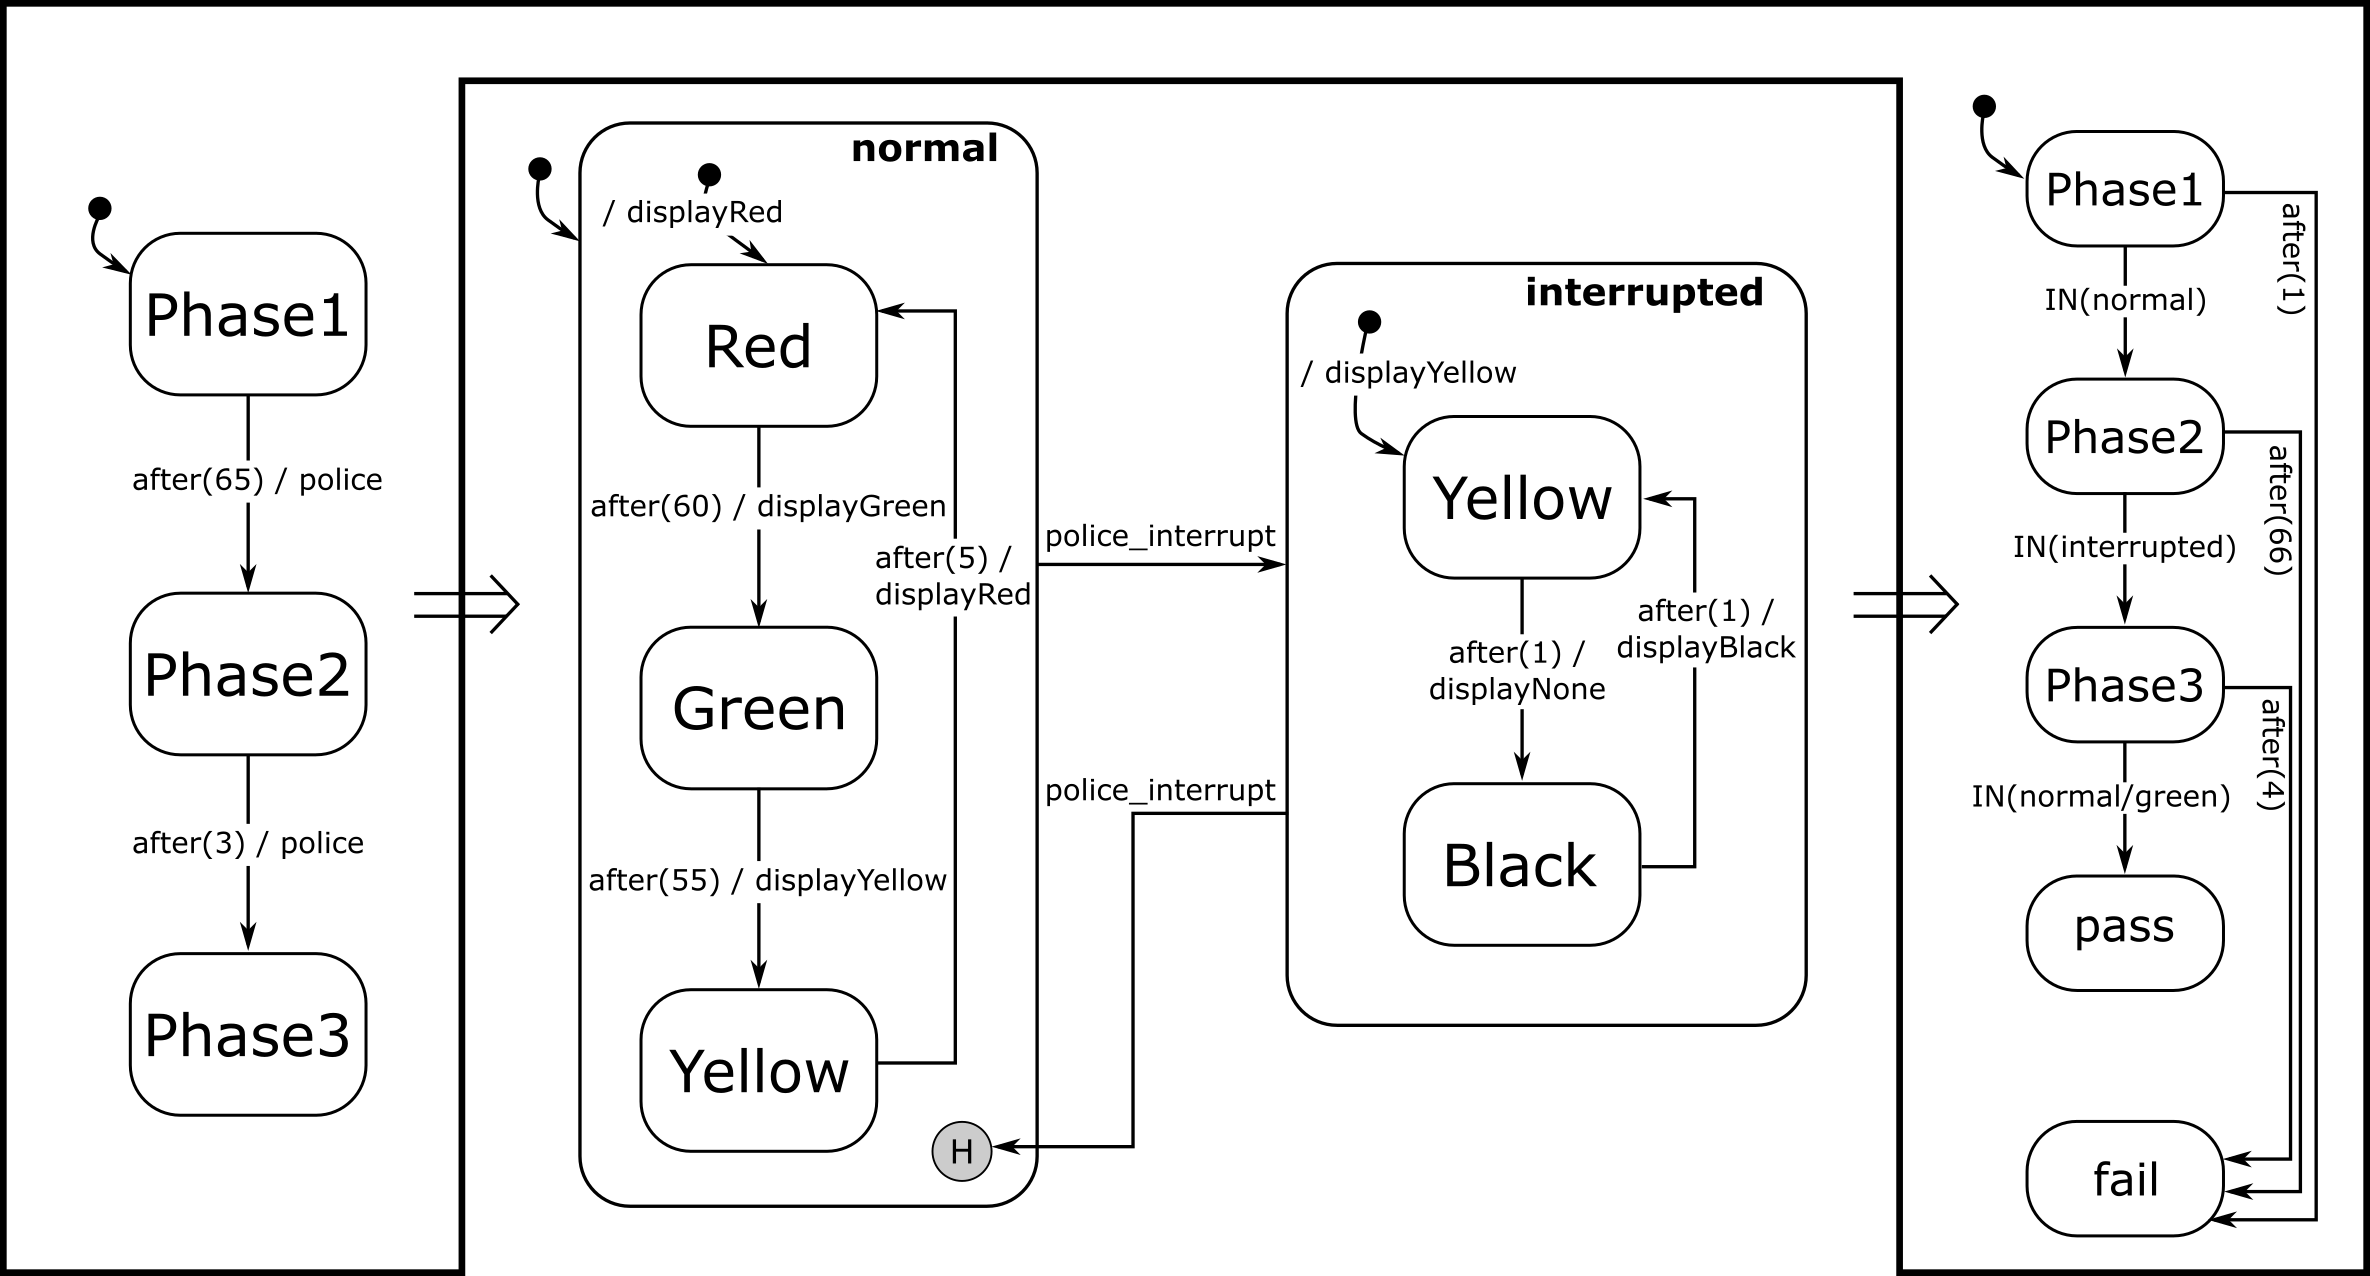 Phase1
after(65) / police
Phase2
after(3) / police
Phase3
normal
/ displayRed
Red
after(60) / displayGreen
after(5) /
displayRed
Green
after(55) / displayYellow
Yellow
H
police_interrupt
police_interrupt
interrupted
/ displayYellow
Yellow
after(1) /
displayNone
after(1) /
displayBlack
Black
Phase1
after(1)
IN(normal)
Phase2
after(66)
IN(interrupted)
Phase3
after(4)
IN(normal/green)
pass
fail